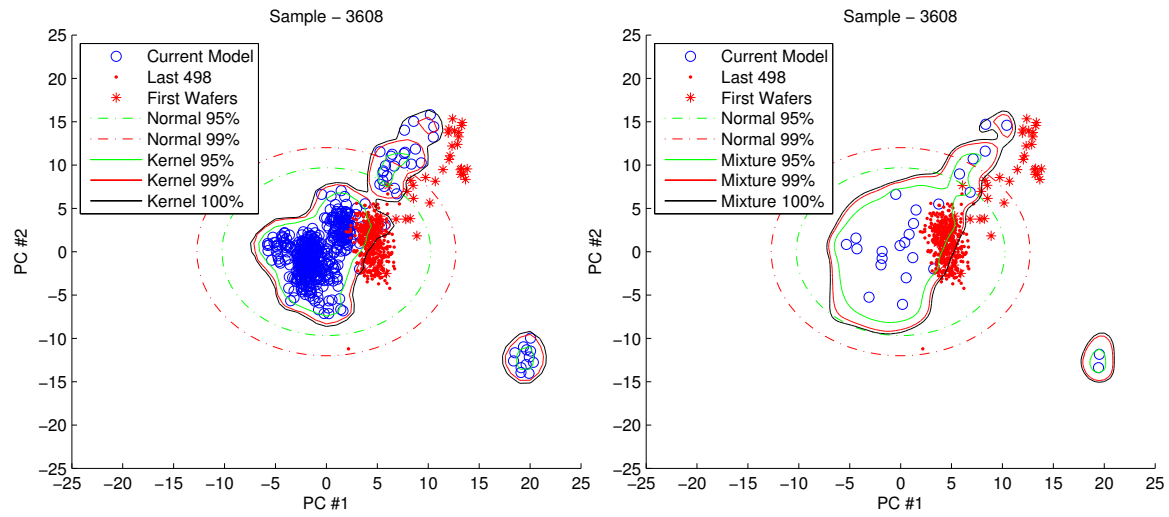 Sample − 3608
25
20
15
10
5
0
−5
−10
−15
−20
−25
PC #2
Current Model
Last 498
First Wafers
Normal 95%
Normal 99%
Kernel 95%
Kernel 99%
Kernel 100%
−25 −20 −15 −10 −5 0 5 10 15 20 25
PC #1
Sample − 3608
25
20
15
10
5
0
−5
−10
−15
−20
−25
PC #2
Current Model
Last 498
First Wafers
Normal 95%
Normal 99%
Mixture 95%
Mixture 99%
Mixture 100%
−25 −20 −15 −10 −5 0 5 10 15 20 25
PC #1